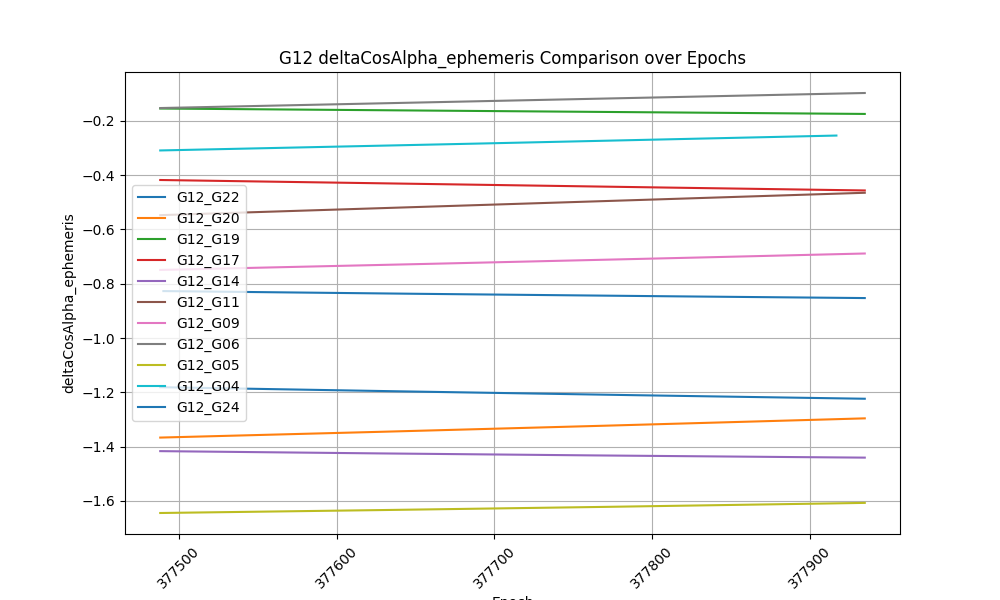 G12 deltaCosAlpha_ephemeris Comparison over Epochs
deltaCosAlpha_ephemeris
−0.2
−0.4
−0.6
−0.8
−1.0
−1.2
−1.4
−1.6
G12_G22
G12_G20
G12_G19
G12_G17
G12_G14
G12_G11
G12_G09
G12_G06
G12_G05
G12_G04
G12_G24
377500
377600
377700
377800
377900
Epoch